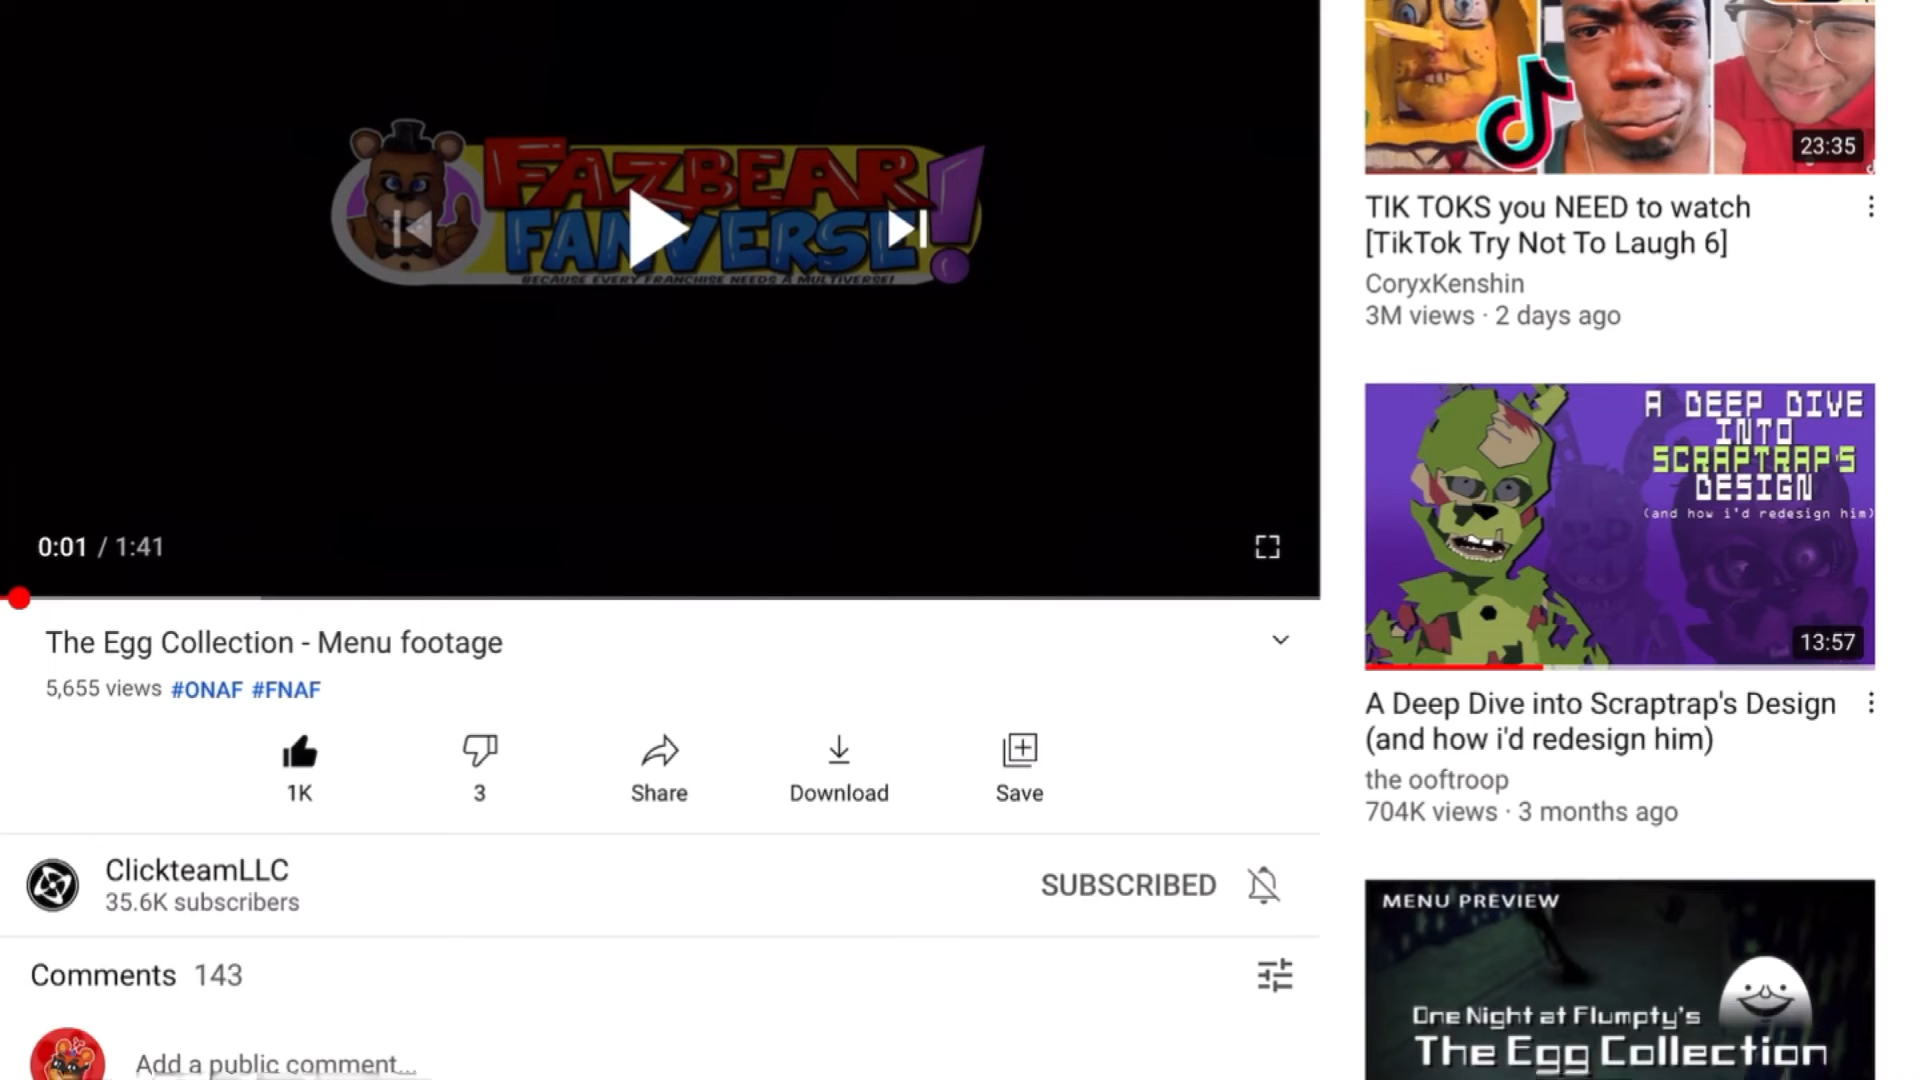 FAZBEAR
FANVERSE!
BECAUSE EVERY FRANCHISE NEEDS A MULTIVERSE!
0:01 / 1:41
The Egg Collection - Menu footage
5,655 views #ONAF #FNAF
1K
3
Share
Download
Save
ClickteamLLC
35.6K subscribers
SUBSCRIBED
Comments 143
Add a public comment...
23:35
TIK TOKS you NEED to watch
[TikTok Try Not To Laugh 6]
CoryxKenshin
3M views · 2 days ago
A DEEP DIVE
INTO
SCRAPTRAP'S
DESIGN
(and how i'd redesign him)
13:57
A Deep Dive into Scraptrap's Design
(and how i'd redesign him)
the ooftroop
704K views · 3 months ago
MENU PREVIEW
One Night at Flumpty's
The Egg Collection